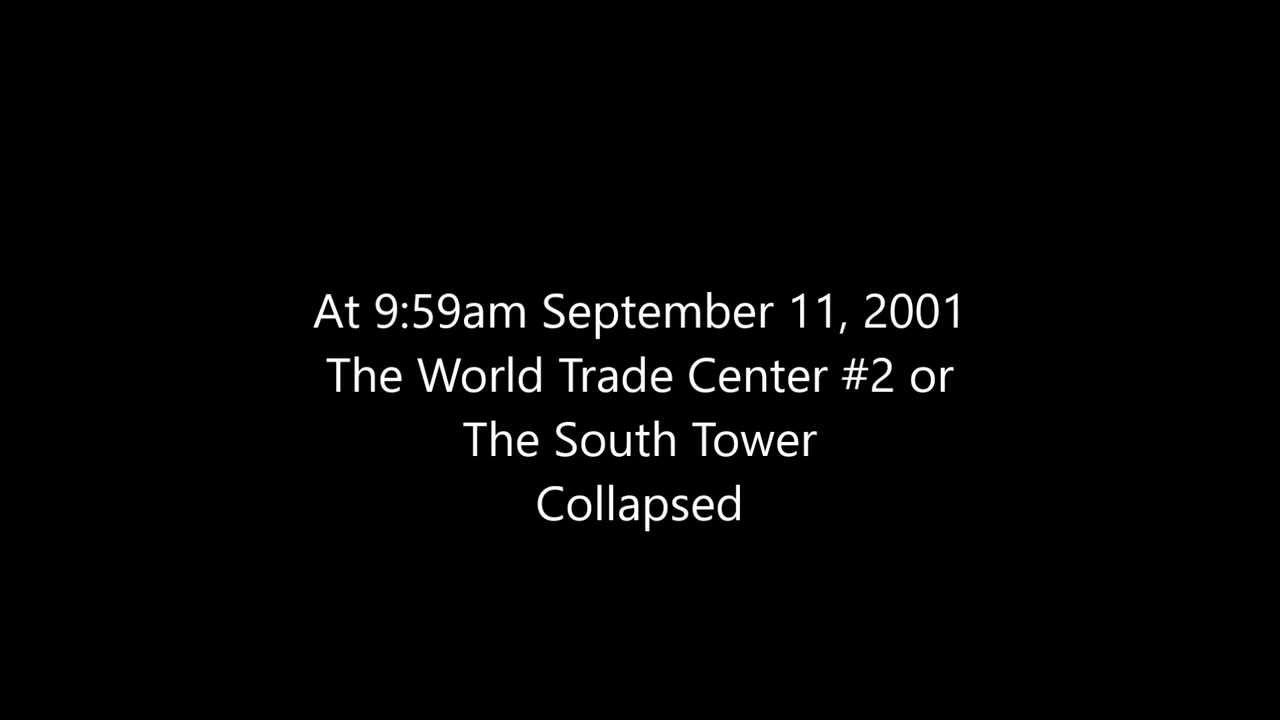 At 9:59am September 11, 2001
The World Trade Center #2 or
The South Tower
Collapsed